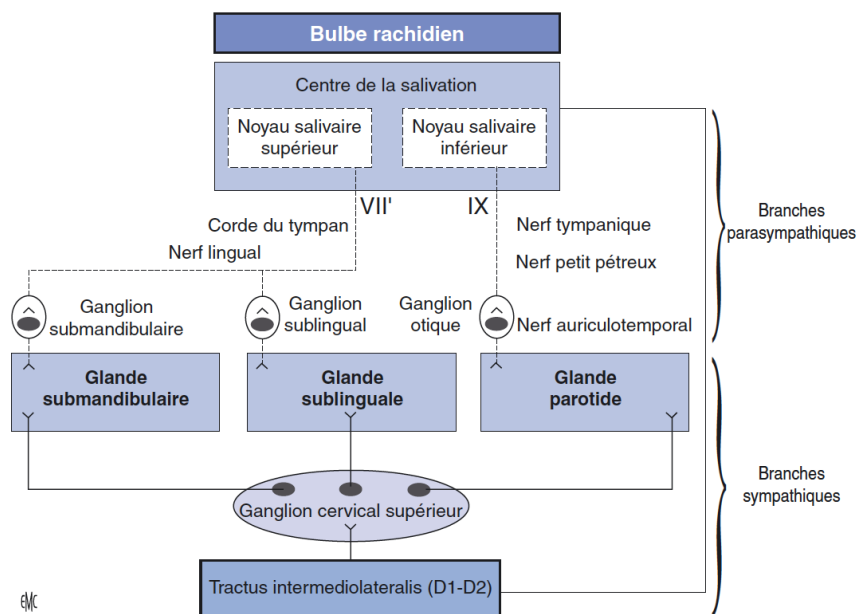 Bulbe rachidien
Centre de la salivation
Noyau salivaire
supérieur
Noyau salivaire
inférieur
VII'
IX
Corde du tympan
Nerf lingual
Nerf tympanique
Nerf petit pétreux
Branches
parasympathiques
Ganglion
submandibulaire
Ganglion
sublingual
Ganglion
otique
Nerf auriculotemporal
Glande
submandibulaire
Glande
sublinguale
Glande
parotide
Branches
sympathiques
Ganglion cervical supérieur
Tractus intermediolateralis (D1-D2)
EMC